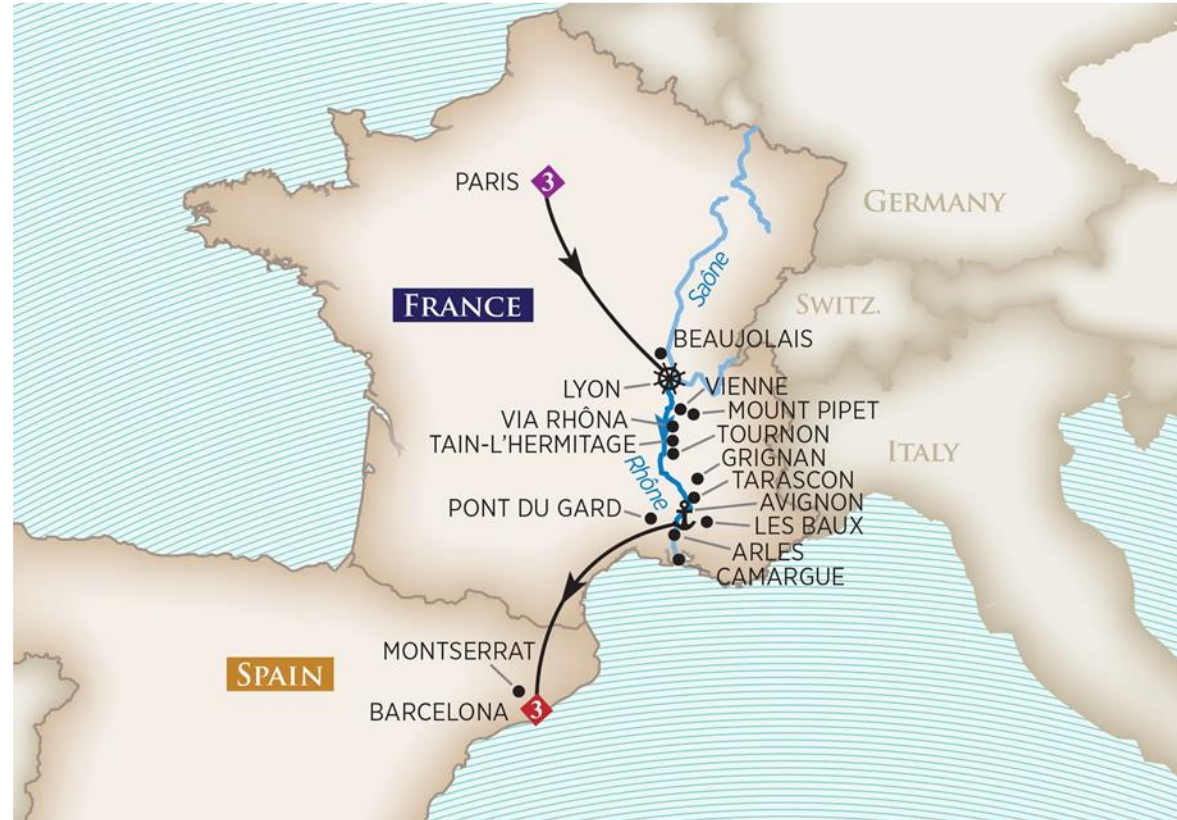 PARIS 3
GERMANY
FRANCE
Saône
SWITZ.
BEAUJOLAIS
LYON
VIENNE
VIA RHÔNA
MOUNT PIPET
TAIN-L'HERMITAGE
TOURNON
GRIGNAN
ITALY
Rhône
TARASCON
PONT DU GARD
AVIGNON
LES BAUX
ARLES
CAMARGUE
MONTSERRAT
SPAIN
BARCELONA 3